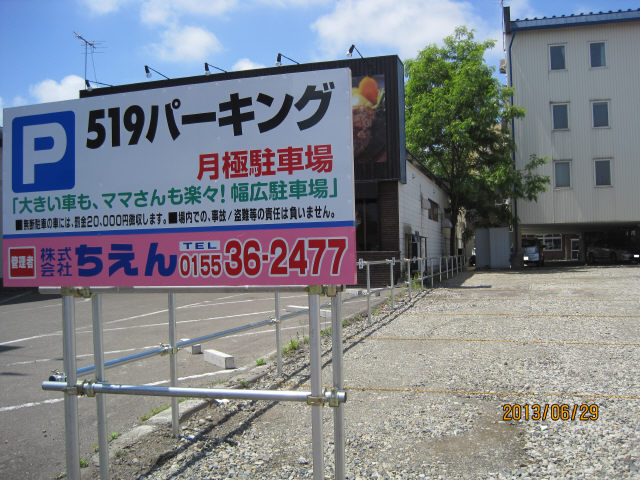 P 519パーキング
月極駐車場
「大きい車も、ママさんも楽々!幅広駐車場」
■無断駐車の車には、罰金20,000円徴収します。■場内での、事故/盗難等の責任は負いません。
管理者 株式会社 ちえん TEL 0155 36-2477
2013/06/29